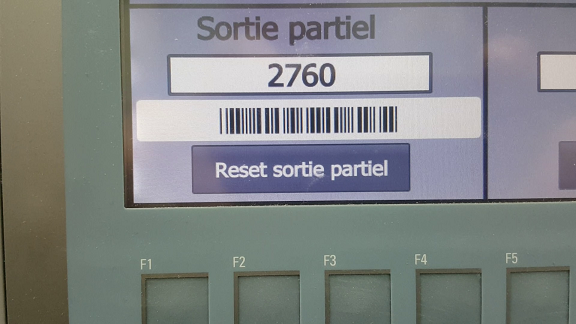 Sortie partiel
2760
Reset sortie partiel
F1 F2 F3 F4 F5